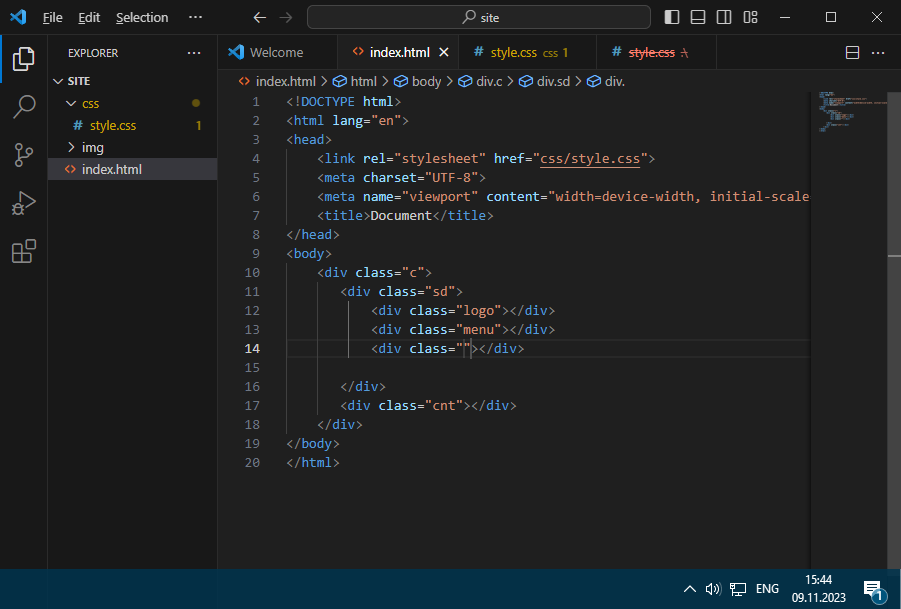 File Edit Selection ··· site
EXPLORER ···
SITE
css
# style.css 1
img
<> index.html
Welcome
<> index.html
# style.css css 1
# style.css .\
<> index.html > html > body > div.c > div.sd > div.
1 <!DOCTYPE html>
2 <html lang="en">
3 <head>
4 <link rel="stylesheet" href="css/style.css">
5 <meta charset="UTF-8">
6 <meta name="viewport" content="width=device-width, initial-scale
7 <title>Document</title>
8 </head>
9 <body>
10 <div class="c">
11 <div class="sd">
12 <div class="logo"></div>
13 <div class="menu"></div>
14 <div class=""></div>
15
16 </div>
17 <div class="cnt"></div>
18 </div>
19 </body>
20 </html>
ENG
15:44
09.11.2023
1